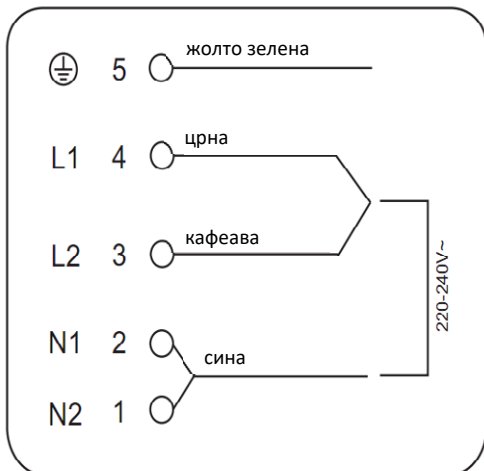 жолто зелена
5
црна
L1 4
кафеава
L2 3
220-240V~
N1 2
сина
N2 1